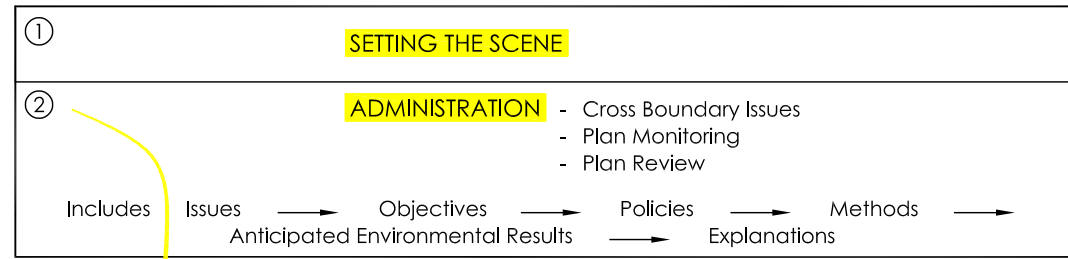 ① SETTING THE SCENE
② ADMINISTRATION - Cross Boundary Issues
- Plan Monitoring
- Plan Review
Includes Issues → Objectives → Policies → Methods →
Anticipated Environmental Results → Explanations